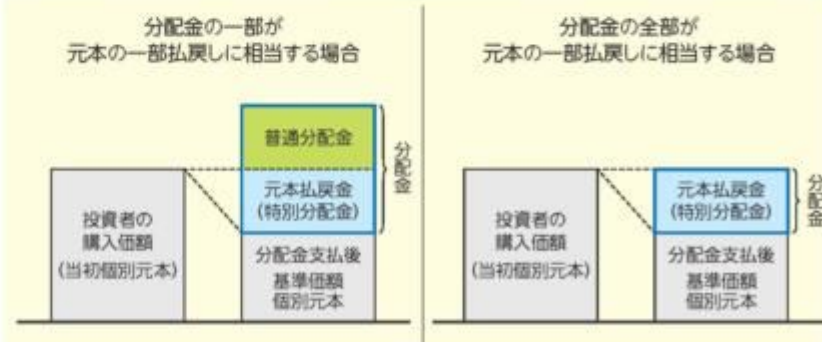 分配金の一部が
元本の一部払戻しに相当する場合
普通分配金
元本払戻金
(特別分配金)
分配金
投資者の
購入価額
(当初個別元本)
分配金支払後
基準価額
個別元本
分配金の全部が
元本の一部払戻しに相当する場合
元本払戻金
(特別分配金)
分配金
投資者の
購入価額
(当初個別元本)
分配金支払後
基準価額
個別元本